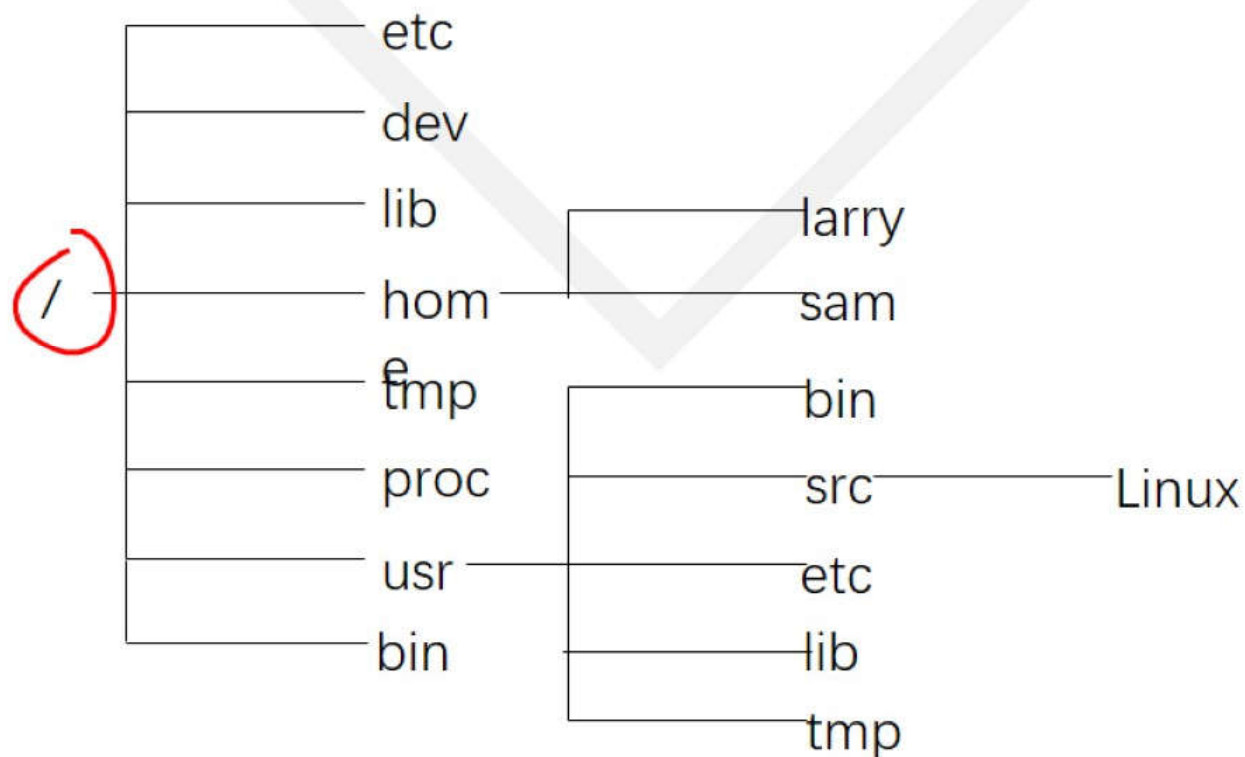 etc
dev
lib
larry
/
hom
e
sam
tmp
bin
proc
src
Linux
usr
etc
bin
lib
tmp